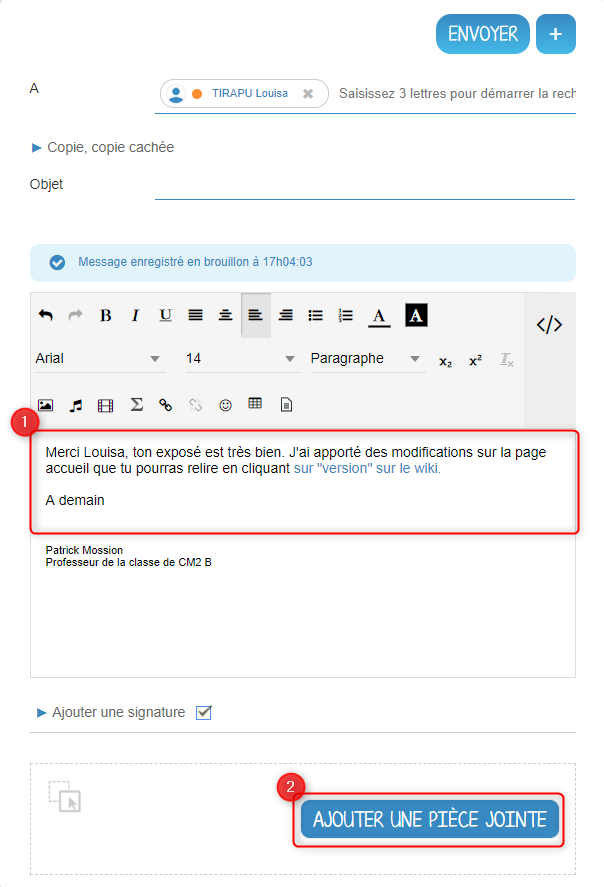 ENVOYER +
A TIRAPU Louisa ✖ Saisissez 3 lettres pour démarrer la rech
▶ Copie, copie cachée
Objet
Message enregistré en brouillon à 17h04:03
B I U A A </>
Arial 14 Paragraphe x₂ x² Tx
Σ
1
Merci Louisa, ton exposé est très bien. J'ai apporté des modifications sur la page
accueil que tu pourras relire en cliquant sur "version" sur le wiki.
A demain
Patrick Mossion
Professeur de la classe de CM2 B
▶ Ajouter une signature
2
AJOUTER UNE PIÈCE JOINTE